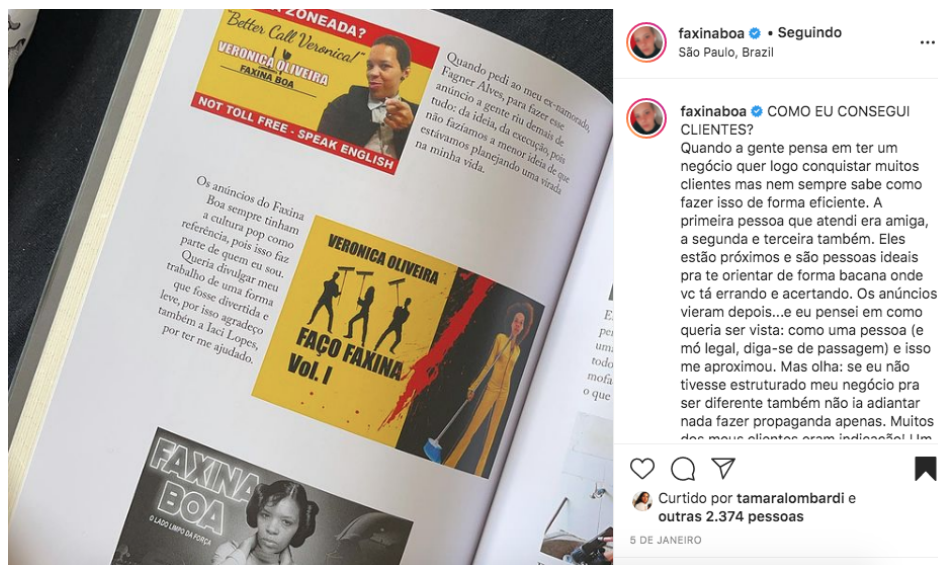 ZONEADA?
"Better Call Veronica!"
VERONICA OLIVEIRA
FAXINA BOA
NOT TOLL FREE - SPEAK ENGLISH
Quando pedi ao meu ex-namorado,
Fagner Alves, para fazer esse
anúncio a gente riu demais de
tudo: da ideia, da execução, pois
não fazíamos a menor ideia de que
estávamos planejando uma virada
na minha vida.
Os anúncios do Faxina
Boa sempre tinham
a cultura pop como
referência, pois isso faz
parte de quem eu sou.
Queria divulgar meu
trabalho de uma forma
que fosse divertida e
leve, por isso agradeço
também a Iaci Lopes,
por ter me ajudado.
VERONICA OLIVEIRA
FAÇO FAXINA
Vol. I
FAXINA
BOA
O LADO LIMPO DA FORÇA
todo
mofa
o que
faxinaboa • Seguindo
São Paulo, Brazil
faxinaboa COMO EU CONSEGUI
CLIENTES?
Quando a gente pensa em ter um
negócio quer logo conquistar muitos
clientes mas nem sempre sabe como
fazer isso de forma eficiente. A
primeira pessoa que atendi era amiga,
a segunda e terceira também. Eles
estão próximos e são pessoas ideais
pra te orientar de forma bacana onde
vc tá errando e acertando. Os anúncios
vieram depois...e eu pensei em como
queria ser vista: como uma pessoa (e
mó legal, diga-se de passagem) e isso
me aproximou. Mas olha: se eu não
tivesse estruturado meu negócio pra
ser diferente também não ia adiantar
nada fazer propaganda apenas. Muitos
dos meus clientes eram indicação! Um
Curtido por tamaralombardi e
outras 2.374 pessoas
5 DE JANEIRO